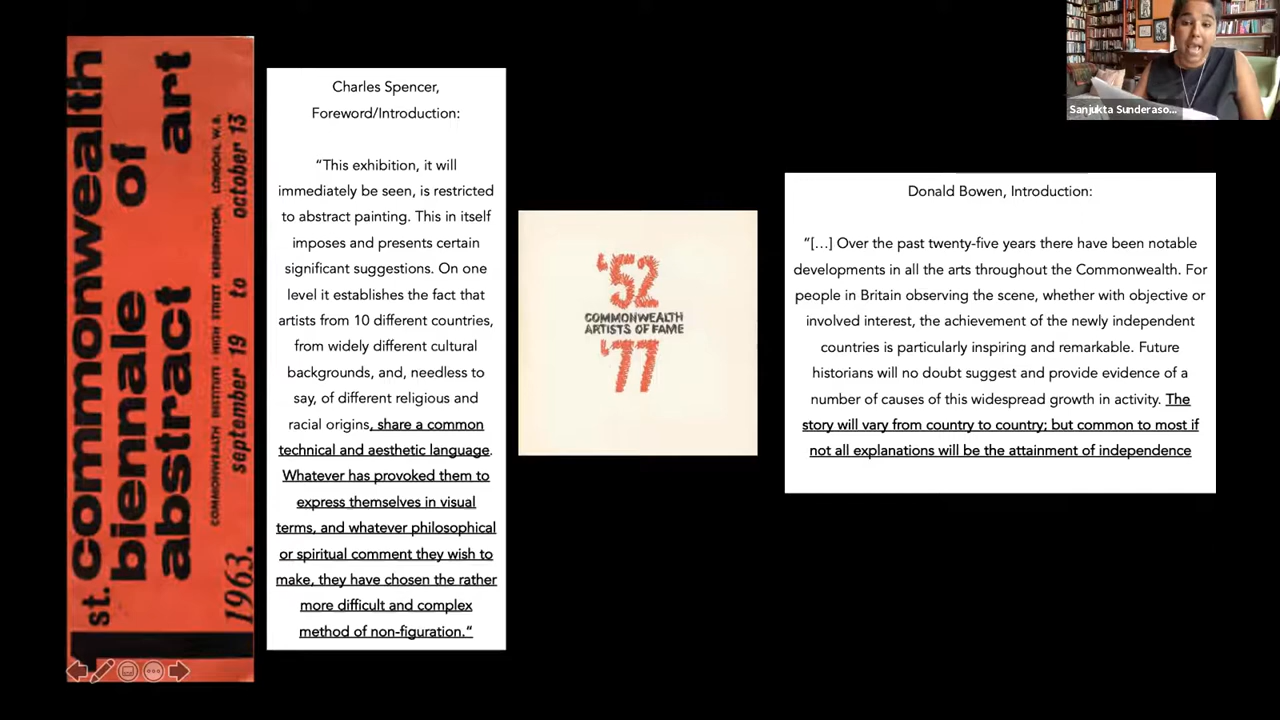 1st. commonwealth
biennale of
abstract art
COMMONWEALTH INSTITUTE · HIGH STREET KENSINGTON, LONDON, W.8.
1963. september 19 to october 13
Charles Spencer,
Foreword/Introduction:
“This exhibition, it will
immediately be seen, is restricted
to abstract painting. This in itself
imposes and presents certain
significant suggestions. On one
level it establishes the fact that
artists from 10 different countries,
from widely different cultural
backgrounds, and, needless to
say, of different religious and
racial origins, share a common
technical and aesthetic language.
Whatever has provoked them to
express themselves in visual
terms, and whatever philosophical
or spiritual comment they wish to
make, they have chosen the rather
more difficult and complex
method of non-figuration.“
‘52
COMMONWEALTH
ARTISTS OF FAME
‘77
Donald Bowen, Introduction:
“[…] Over the past twenty-five years there have been notable
developments in all the arts throughout the Commonwealth. For
people in Britain observing the scene, whether with objective or
involved interest, the achievement of the newly independent
countries is particularly inspiring and remarkable. Future
historians will no doubt suggest and provide evidence of a
number of causes of this widespread growth in activity. The
story will vary from country to country; but common to most if
not all explanations will be the attainment of independence
Sanjukta Sunderaso...